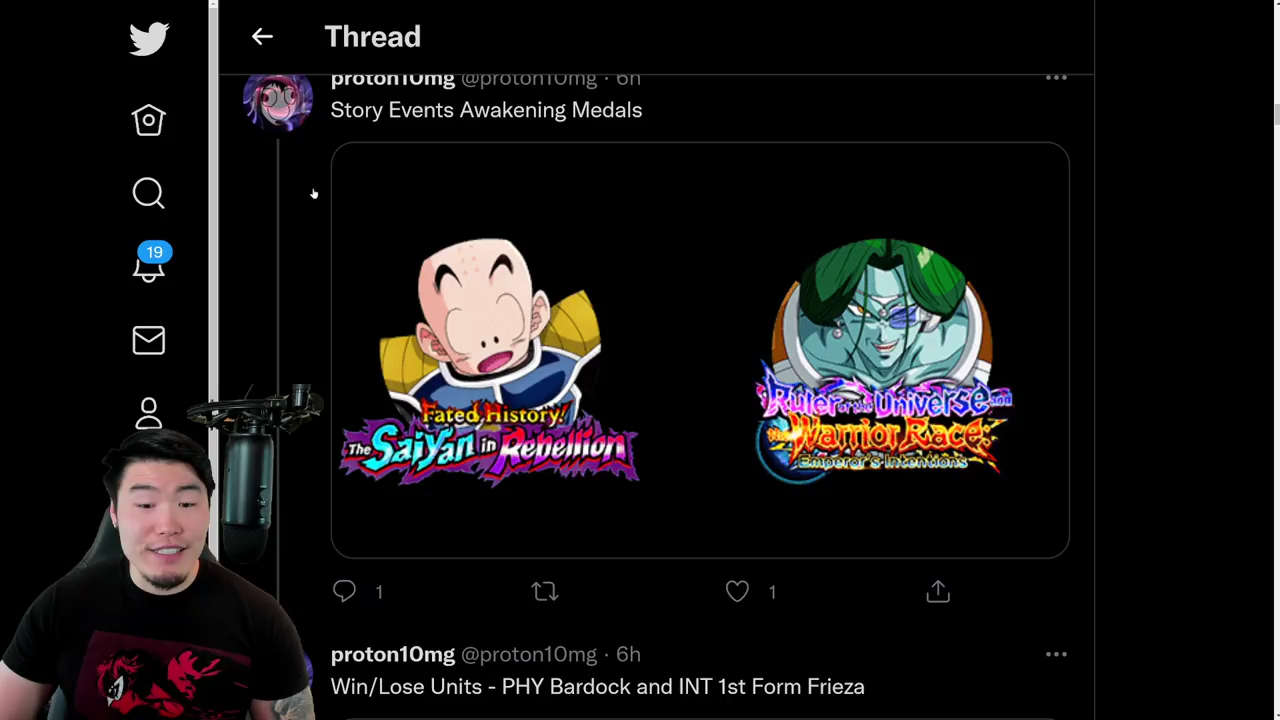 Thread
proton10mg @proton10mg · 6h
Story Events Awakening Medals
19
Fated History!
The Saiyan in Rebellion
Ruler of the Universe and
the Warrior Race:
Emperor's Intentions
1
1
proton10mg @proton10mg · 6h
Win/Lose Units - PHY Bardock and INT 1st Form Frieza